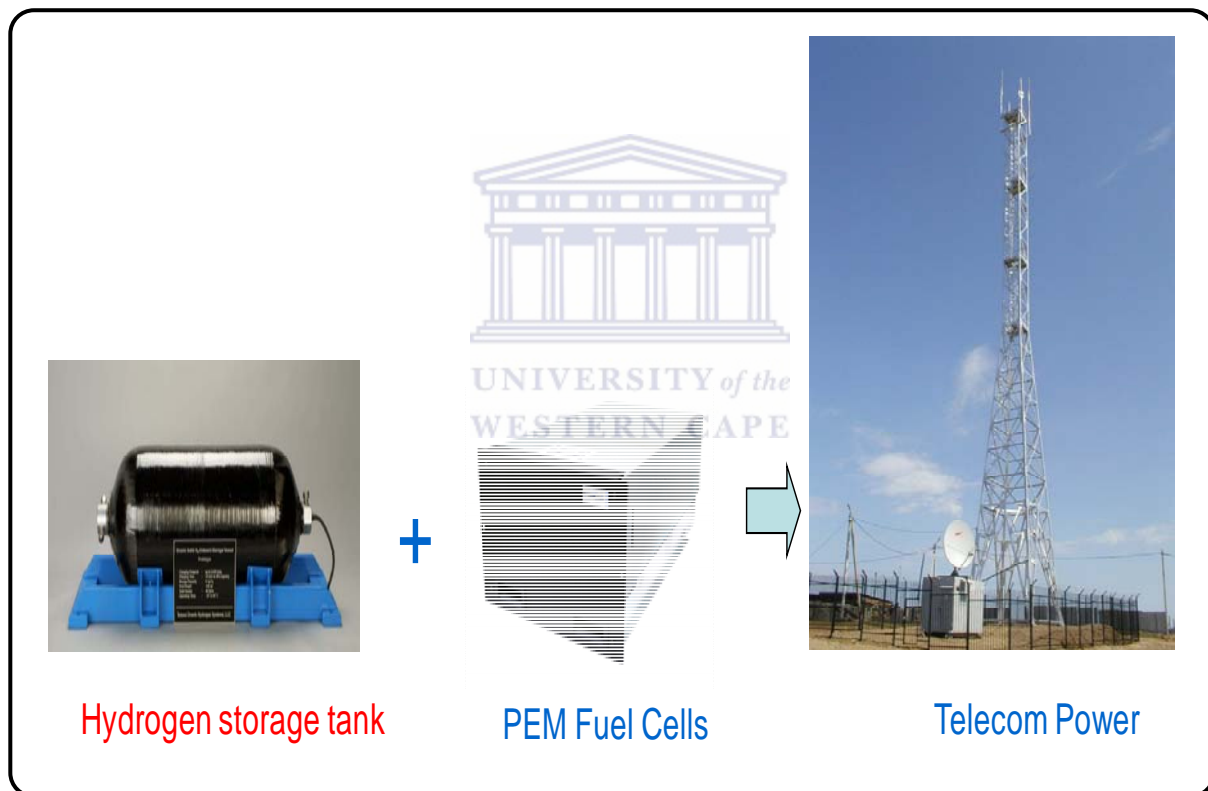 UNIVERSITY of the
WESTERN CAPE
+
Hydrogen storage tank
PEM Fuel Cells
Telecom Power